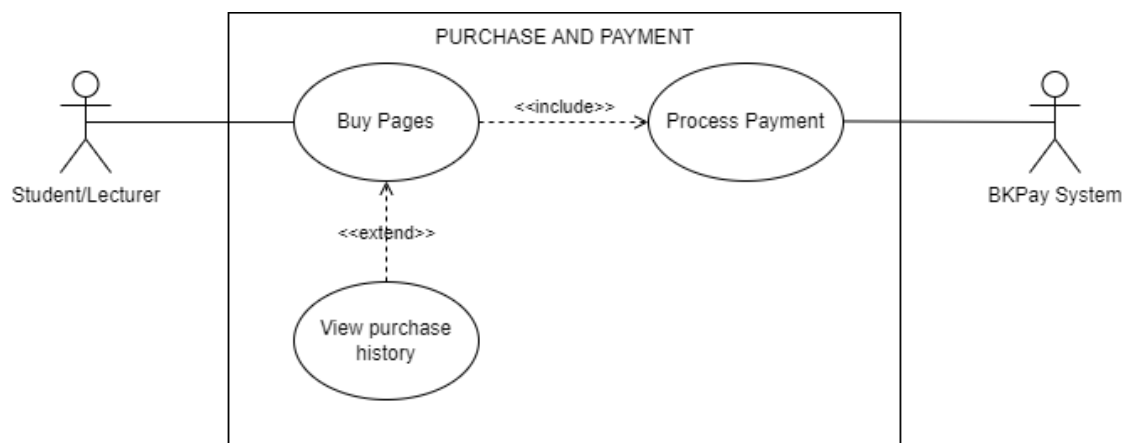 PURCHASE AND PAYMENT
Buy Pages
<<include>>
Process Payment
Student/Lecturer
BKPay System
<<extend>>
View purchase
history